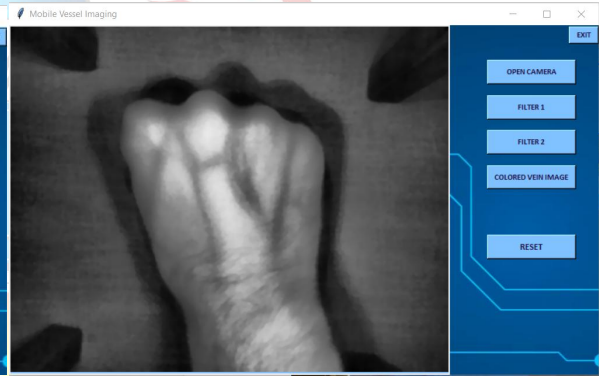 Mobile Vessel Imaging
EXIT
OPEN CAMERA
FILTER 1
FILTER 2
COLORED VEIN IMAGE
RESET